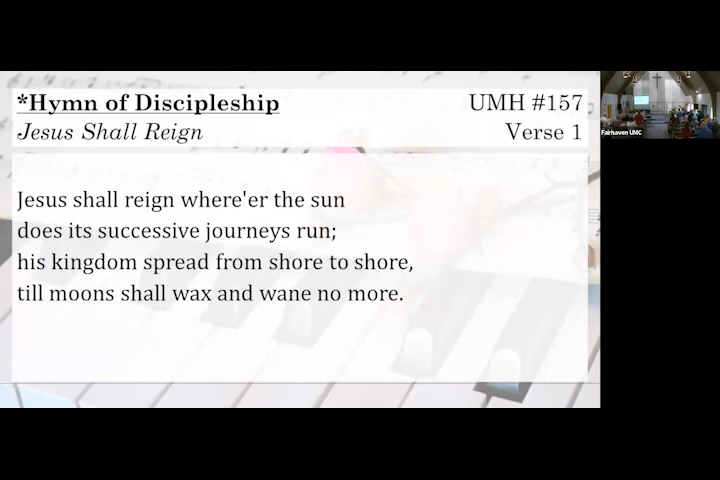 *Hymn of Discipleship
UMH #157
Jesus Shall Reign
Verse 1
Jesus shall reign where'er the sun
does its successive journeys run;
his kingdom spread from shore to shore,
till moons shall wax and wane no more.
Fairhaven UMC